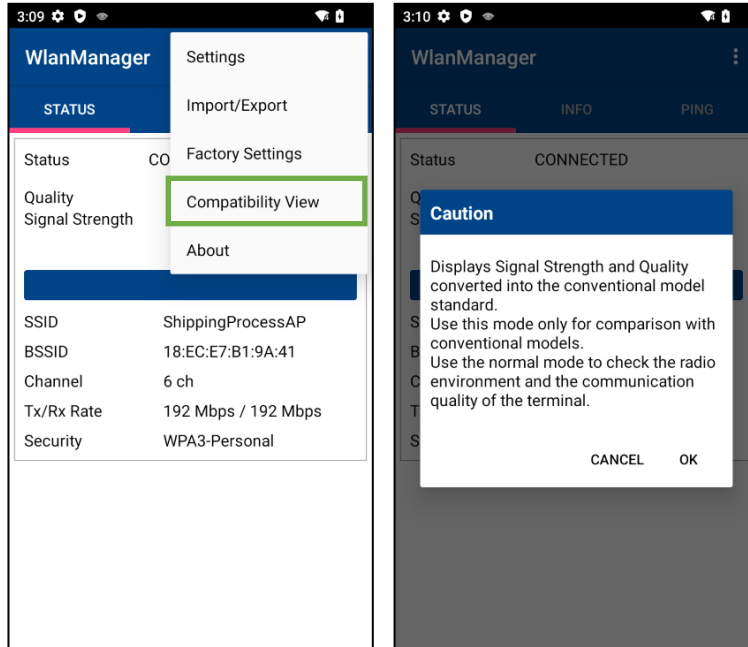 3:09
WlanManager
Settings
STATUS
Import/Export
Status CO
Factory Settings
Quality
Compatibility View
Signal Strength
About
SSID ShippingProcessAP
BSSID 18:EC:E7:B1:9A:41
Channel 6 ch
Tx/Rx Rate 192 Mbps / 192 Mbps
Security WPA3-Personal
3:10
WlanManager
STATUS INFO PING
Status CONNECTED
Q
S
Caution
Displays Signal Strength and Quality
converted into the conventional model
standard.
Use this mode only for comparison with
conventional models.
Use the normal mode to check the radio
environment and the communication
quality of the terminal.
S
B
C
T
S
CANCEL OK